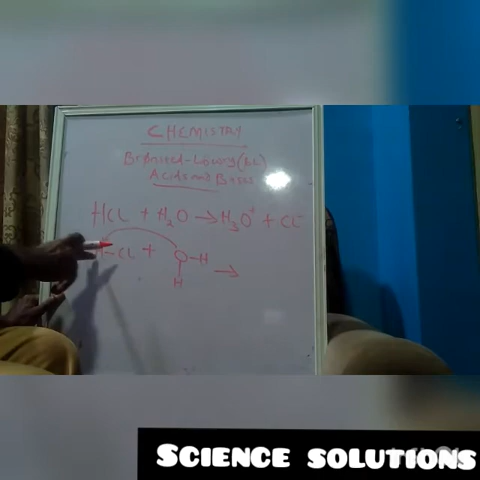 CHEMISTRY
Bronsted-Lowry(BL)
Acids and Bases
HCl + H₂O → H₃O⁺ + Cl⁻
H-Cl + O-H →
H
SCIENCE SOLUTIONS